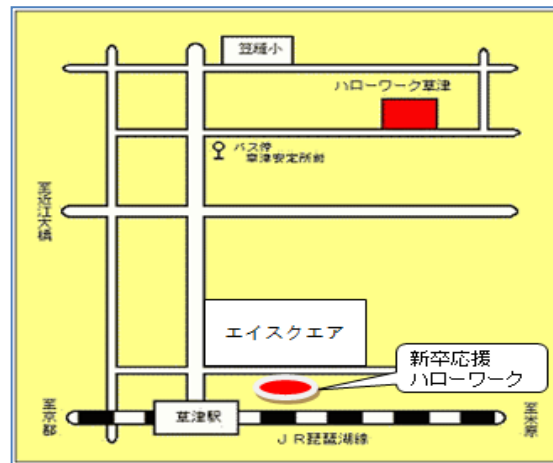 笠縫小
ハローワーク草津
バス停
草津安定所前
至近江大橋
エイスクエア
新卒応援
ハローワーク
至京都
草津駅
JR琵琶湖線
至米原